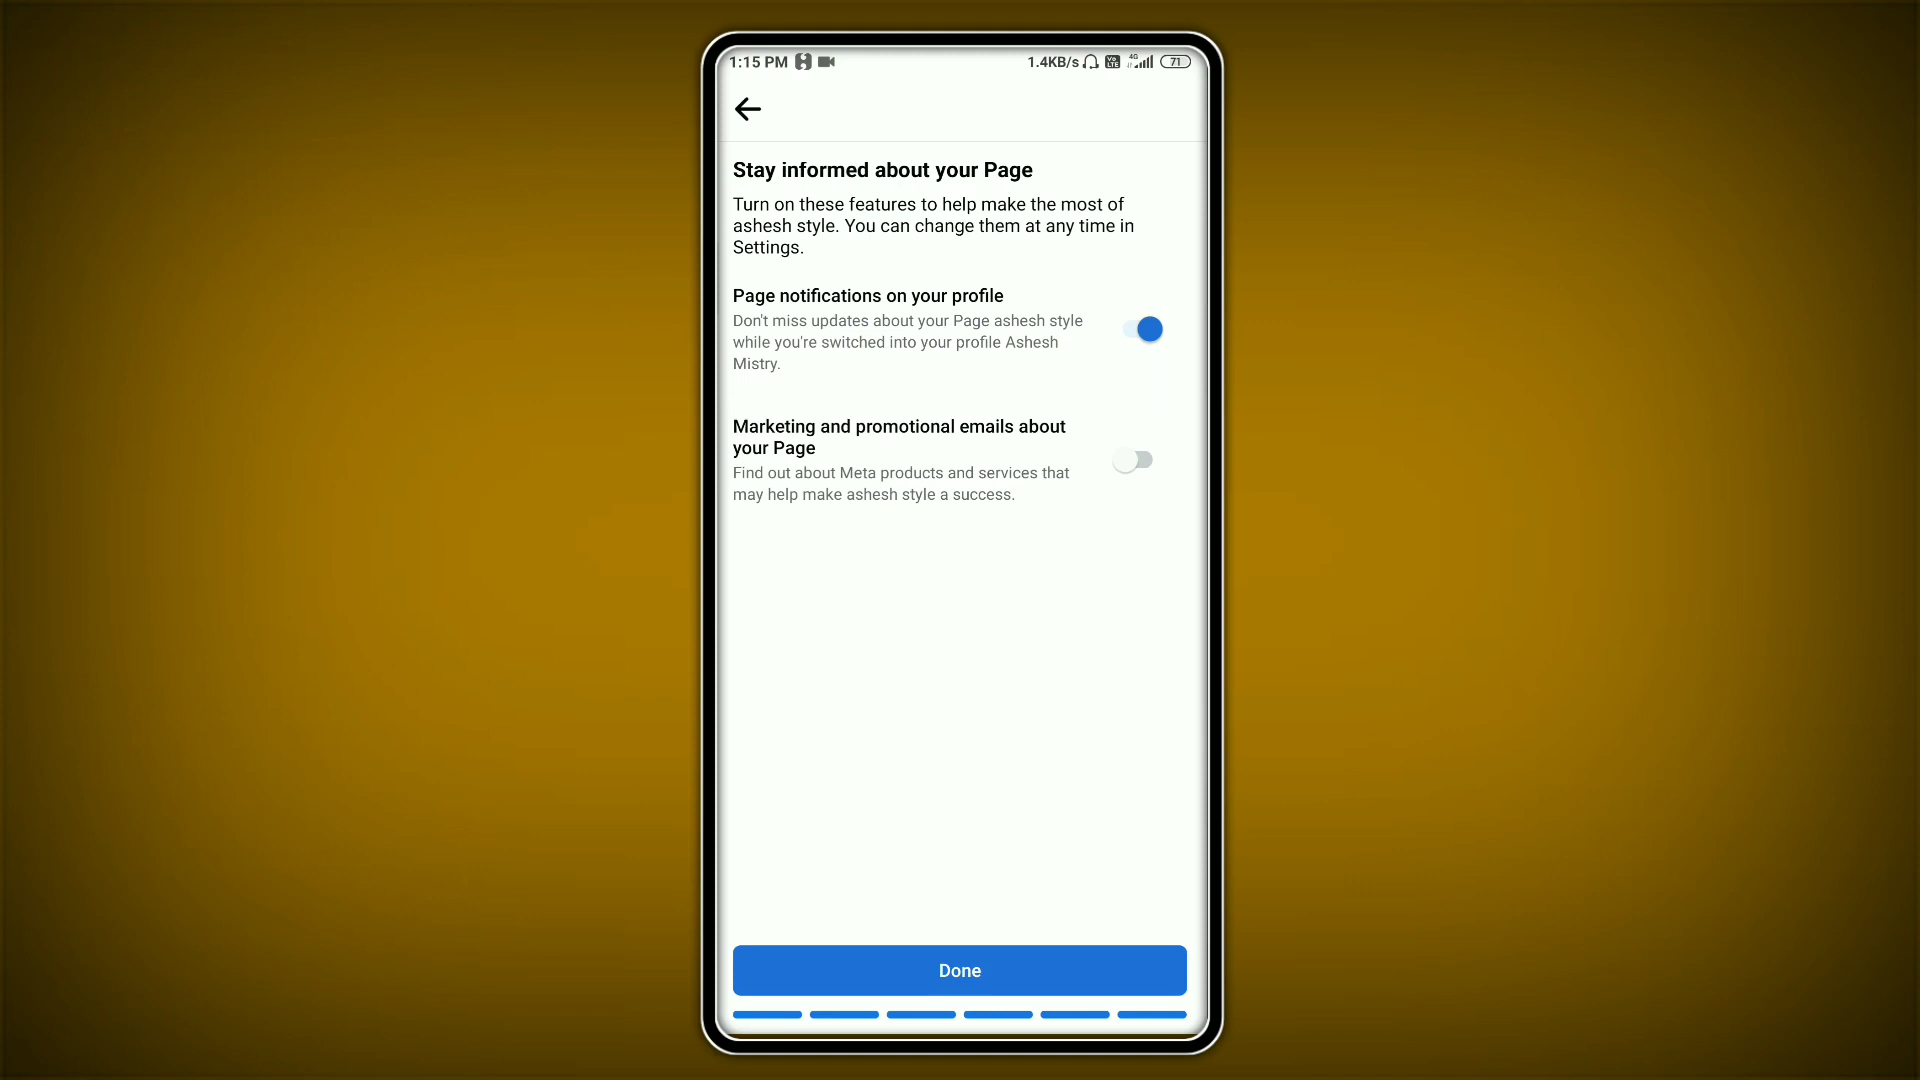 1:15 PM 1.4KB/s Vo LTE 4G 71
Stay informed about your Page
Turn on these features to help make the most of
ashesh style. You can change them at any time in
Settings.
Page notifications on your profile
Don't miss updates about your Page ashesh style
while you're switched into your profile Ashesh
Mistry.
Marketing and promotional emails about
your Page
Find out about Meta products and services that
may help make ashesh style a success.
Done